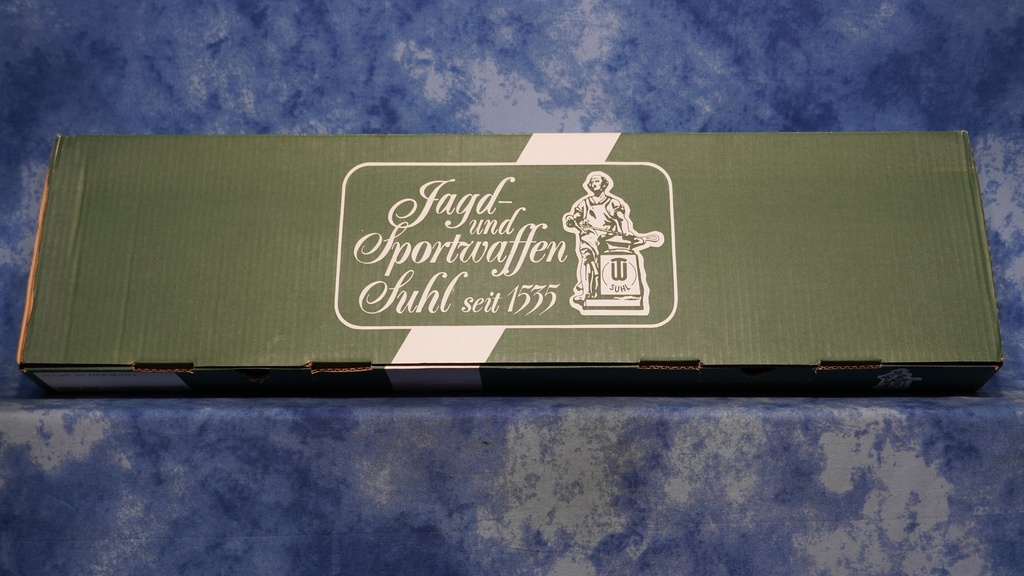 Jagd-
und
Sportwaffen
Suhl seit 1535
SUHL